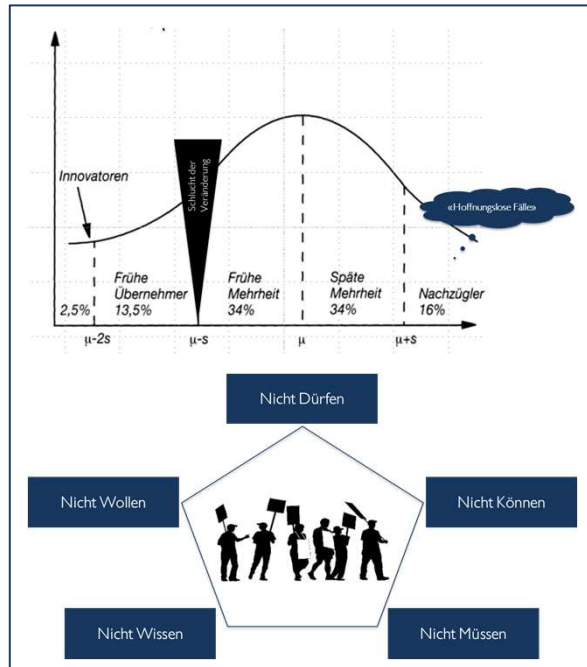 Innovatoren
Schlucht der
Veränderung
«Hoffnungslose Fälle»
2,5%
Frühe
Übernehmer
13,5%
Frühe
Mehrheit
34%
Späte
Mehrheit
34%
Nachzügler
16%
μ-2s
μ-s
μ
μ+s
Nicht Dürfen
Nicht Wollen
Nicht Können
Nicht Wissen
Nicht Müssen